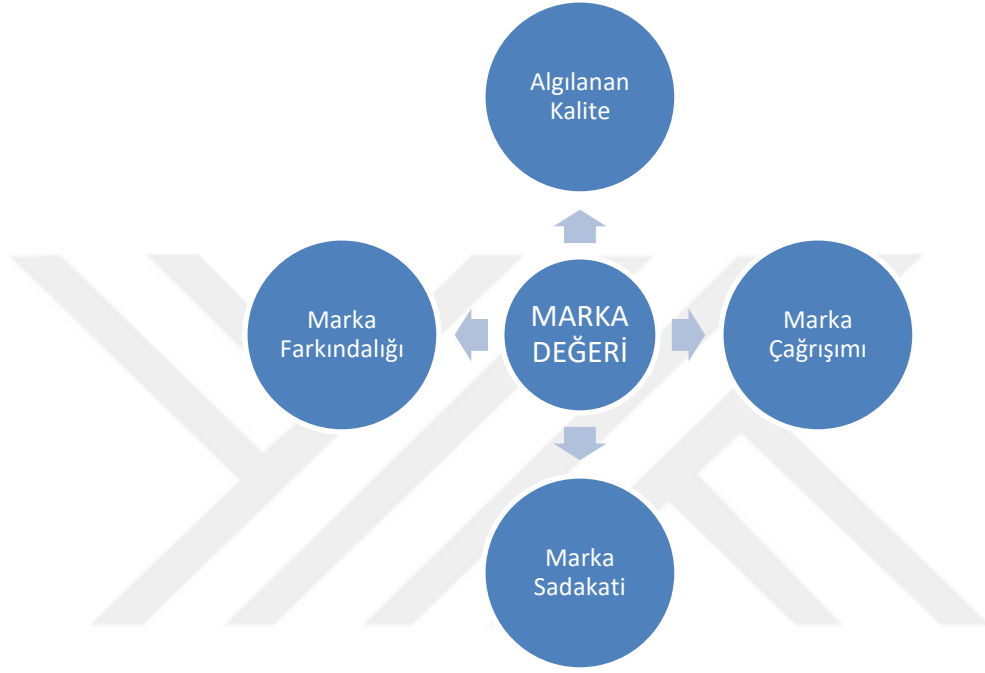 Algılanan
Kalite
Marka
Farkındalığı
MARKA
DEĞERİ
Marka
Çağrışımı
Marka
Sadakati